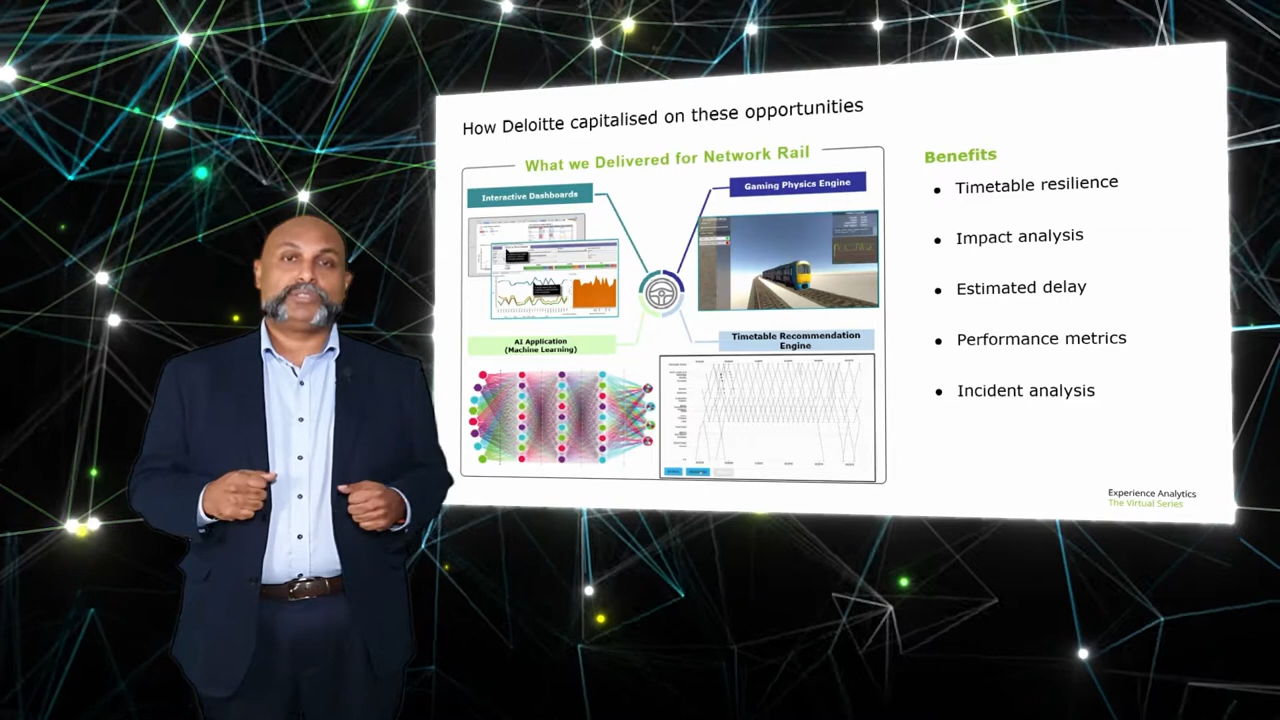 How Deloitte capitalised on these opportunities
What we Delivered for Network Rail
Interactive Dashboards
Gaming Physics Engine
AI Application
(Machine Learning)
Timetable Recommendation
Engine
Benefits
• Timetable resilience
• Impact analysis
• Estimated delay
• Performance metrics
• Incident analysis
Experience Analytics
The Virtual Series